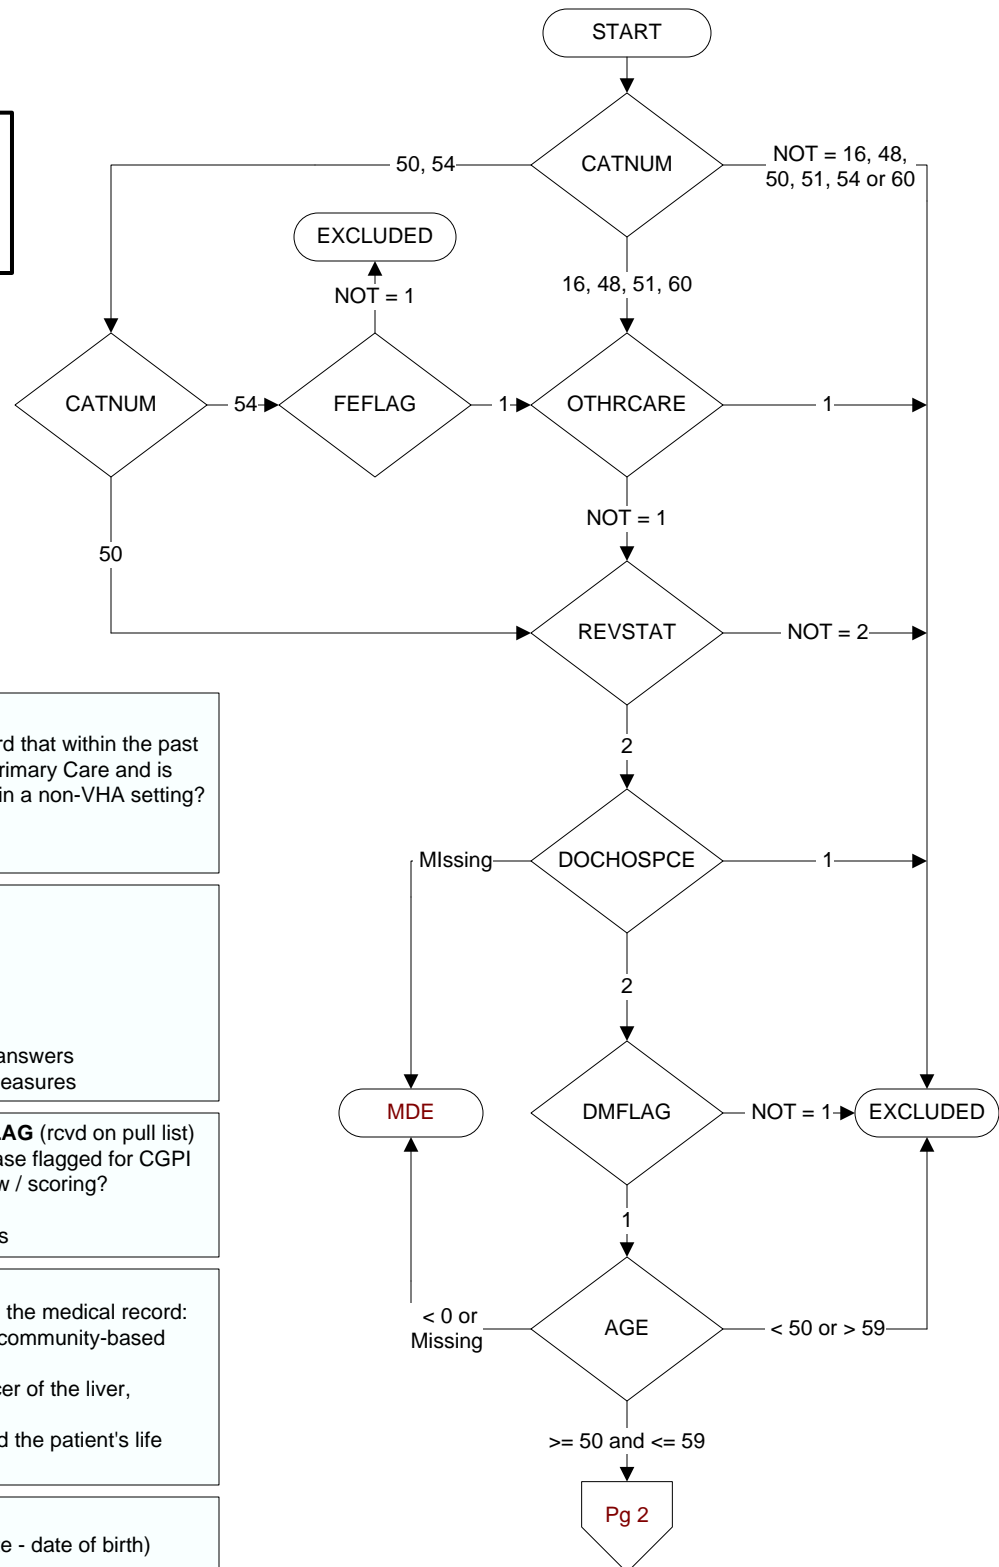 START
CATNUM
50, 54
NOT = 16, 48,
50, 51, 54 or 60
EXCLUDED
16, 48, 51, 60
NOT = 1
CATNUM
54
FEFLAG
1
OTHRCARE
1
NOT = 1
50
REVSTAT
NOT = 2
2
rd that within the past
rimary Care and is
in a non-VHA setting?
MIssing
DOCHOSPCE
1
2
answers
easures
MDE
DMFLAG
NOT = 1
EXCLUDED
LAG (rcvd on pull list)
ase flagged for CGPI
w / scoring?
s
1
the medical record:
community-based
cer of the liver,
d the patient's life
< 0 or
Missing
AGE
< 50 or > 59
>= 50 and <= 59
Pg 2
e - date of birth)